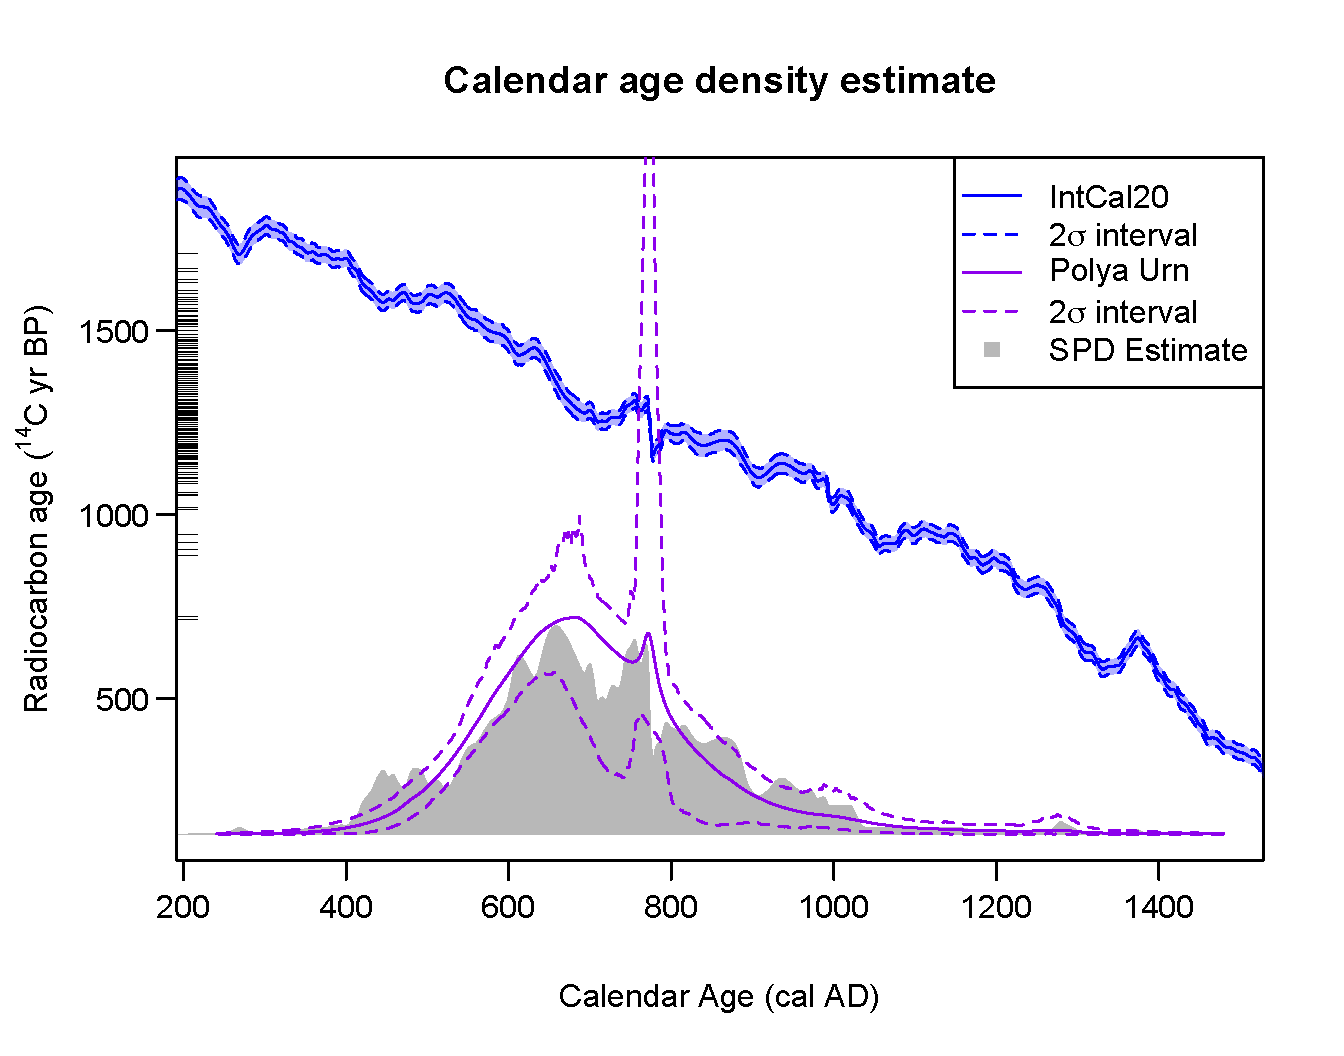 Calendar age density estimate
IntCal20
2σ interval
Polya Urn
2σ interval
SPD Estimate
Radiocarbon age (¹⁴C yr BP)
1500
1000
500
200 400 600 800 1000 1200 1400
Calendar Age (cal AD)